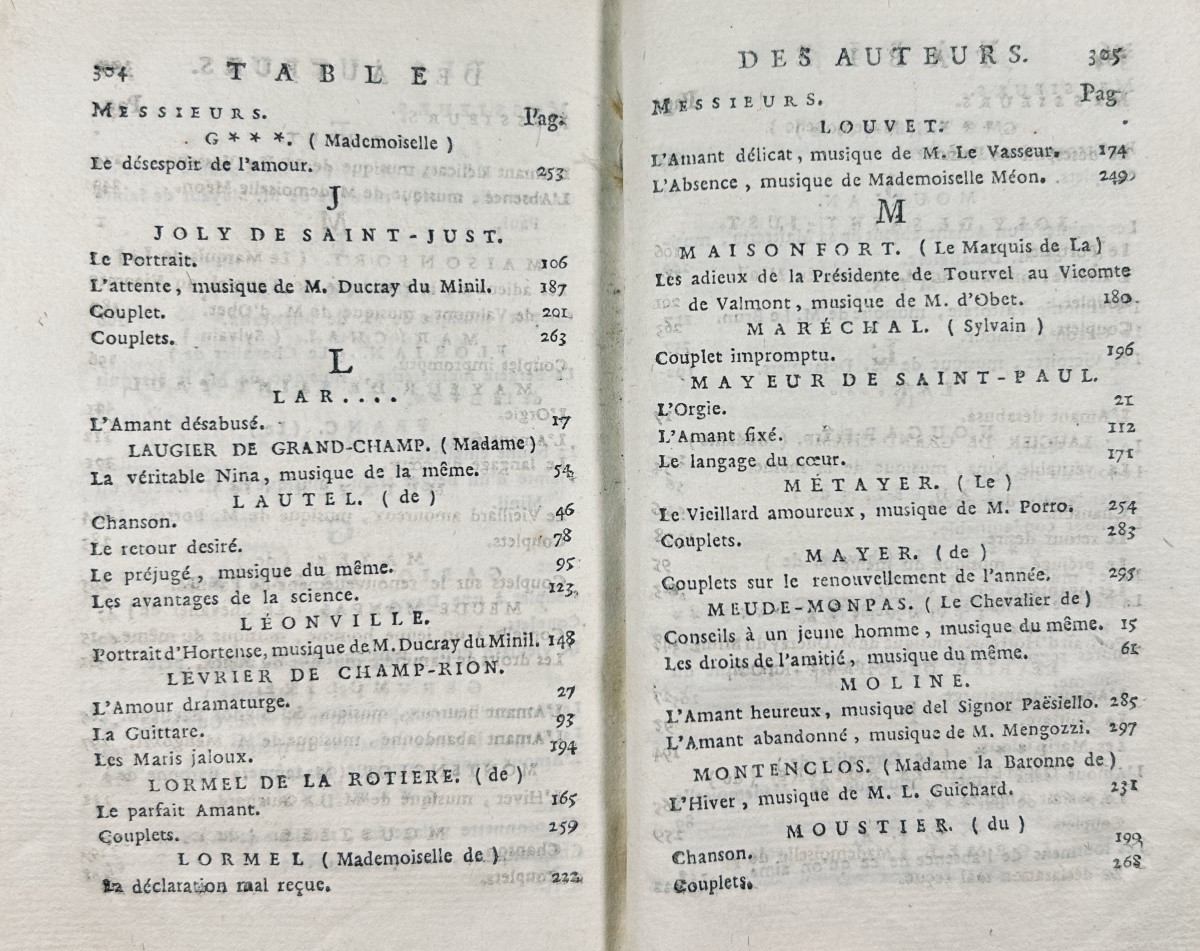 304 TABLE
MESSIEURS. Pag.
G * * *. ( Mademoiselle )
Le désespoir de l'amour. 253
J
JOLY DE SAINT-JUST.
Le Portrait. 106
L'attente, musique de M. Ducray du Minil. 187
Couplet. 201
Couplets. 263
L
LAR....
L'Amant désabusé. 17
LAUGIER DE GRAND-CHAMP. ( Madame )
La véritable Nina, musique de la même. 54
LAUTEL. ( de )
Chanson. 46
Le retour desiré. 78
Le préjugé, musique du même. 95
Les avantages de la science. 123
LÉONVILLE.
Portrait d'Hortense, musique de M. Ducray du Minil. 148
LEVRIER DE CHAMP-RION.
L'Amour dramaturge. 27
La Guittare. 93
Les Maris jaloux. 194
LORMEL DE LA ROTIERE. ( de )
Le parfait Amant. 165
Couplets. 259
LORMEL ( Mademoiselle de )
La déclaration mal reçue. 222
DES AUTEURS. 305
MESSIEURS. Pag
LOUVET.
L'Amant délicat, musique de M. Le Vasseur. 174
L'Absence, musique de Mademoiselle Méon. 249
M
MAISONFORT. ( Le Marquis de La )
Les adieux de la Présidente de Tourvel au Vicomte
de Valmont, musique de M. d'Obet. 180
MARÉCHAL. ( Sylvain )
Couplet impromptu. 196
MAYEUR DE SAINT-PAUL.
L'Orgie. 21
L'Amant fixé. 112
Le langage du cœur. 171
MÉTAYER. ( Le )
Le Vieillard amoureux, musique de M. Porro. 254
Couplets. 283
MAYER. ( de )
Couplets sur le renouvellement de l'année. 295
MEUDE-MONPAS. ( Le Chevalier de )
Conseils à un jeune homme, musique du même. 15
Les droits de l'amitié, musique du même. 61
MOLINE.
L'Amant heureux, musique del Signor Paësiello. 285
L'Amant abandonné, musique de M. Mengozzi. 297
MONTENCLOS. ( Madame la Baronne de )
L'Hiver, musique de M. L. Guichard. 231
MOUSTIER. ( du )
Chanson. 199
Couplets. 268